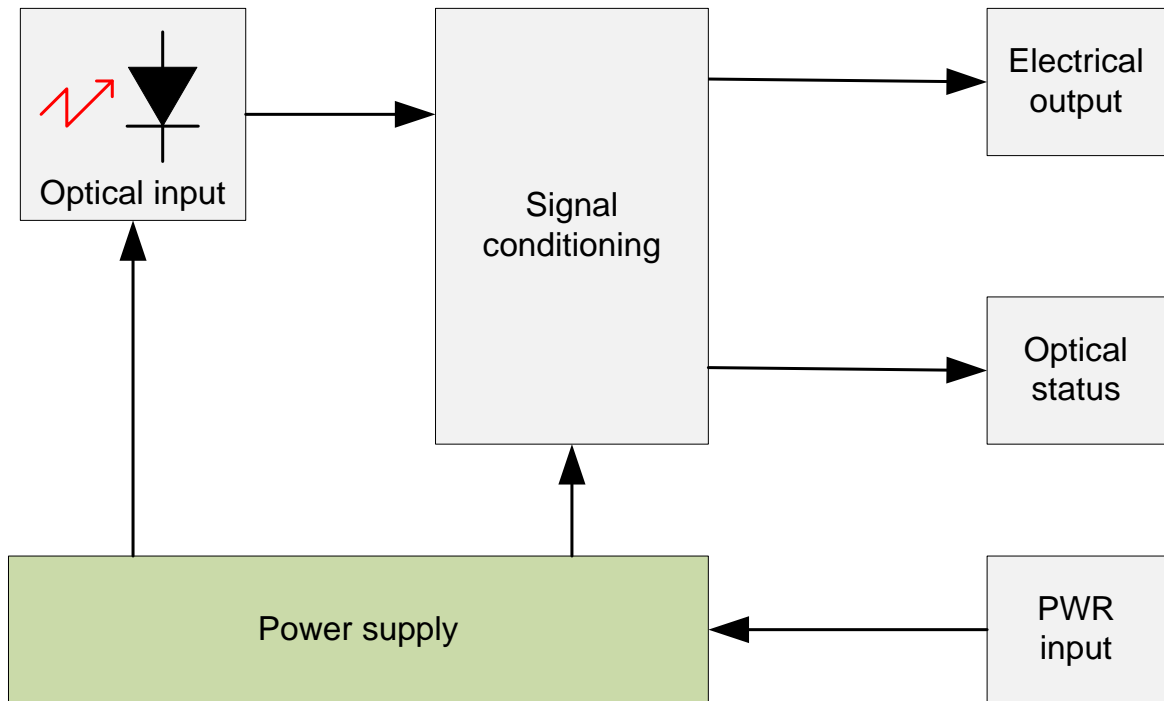 Optical input
Signal
conditioning
Electrical
output
Optical
status
Power supply
PWR
input